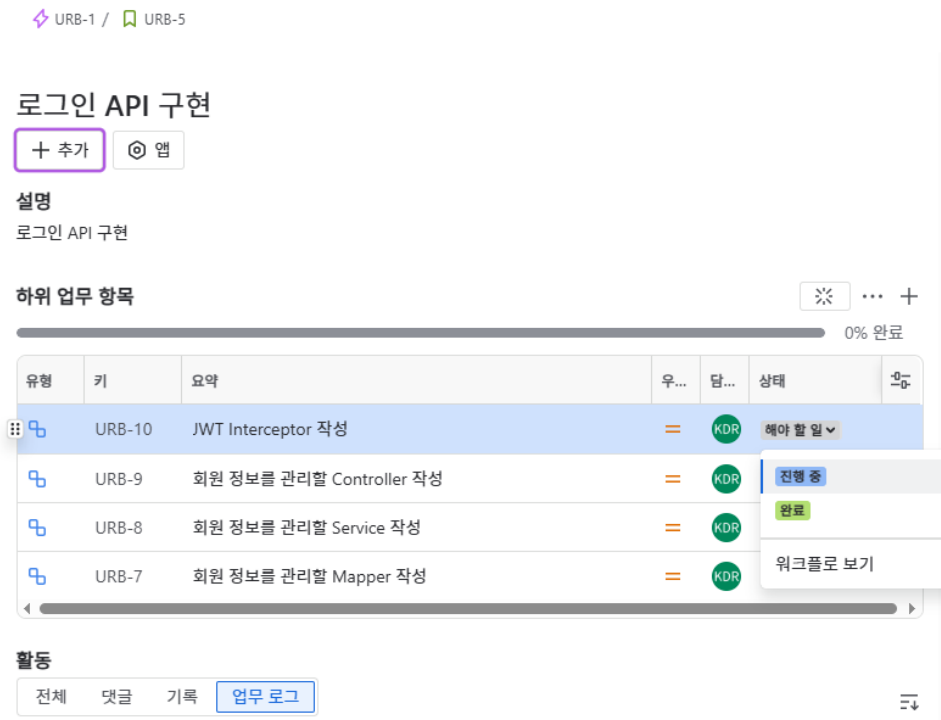 URB-1 / URB-5
로그인 API 구현
+ 추가 앱
설명
로그인 API 구현
하위 업무 항목
0% 완료
유형 키 요약 우... 담... 상태
URB-10 JWT Interceptor 작성 = KDR 해야 할 일
URB-9 회원 정보를 관리할 Controller 작성 = KDR
진행 중
완료
URB-8 회원 정보를 관리할 Service 작성 = KDR
워크플로 보기
URB-7 회원 정보를 관리할 Mapper 작성 = KDR
활동
전체 댓글 기록 업무 로그